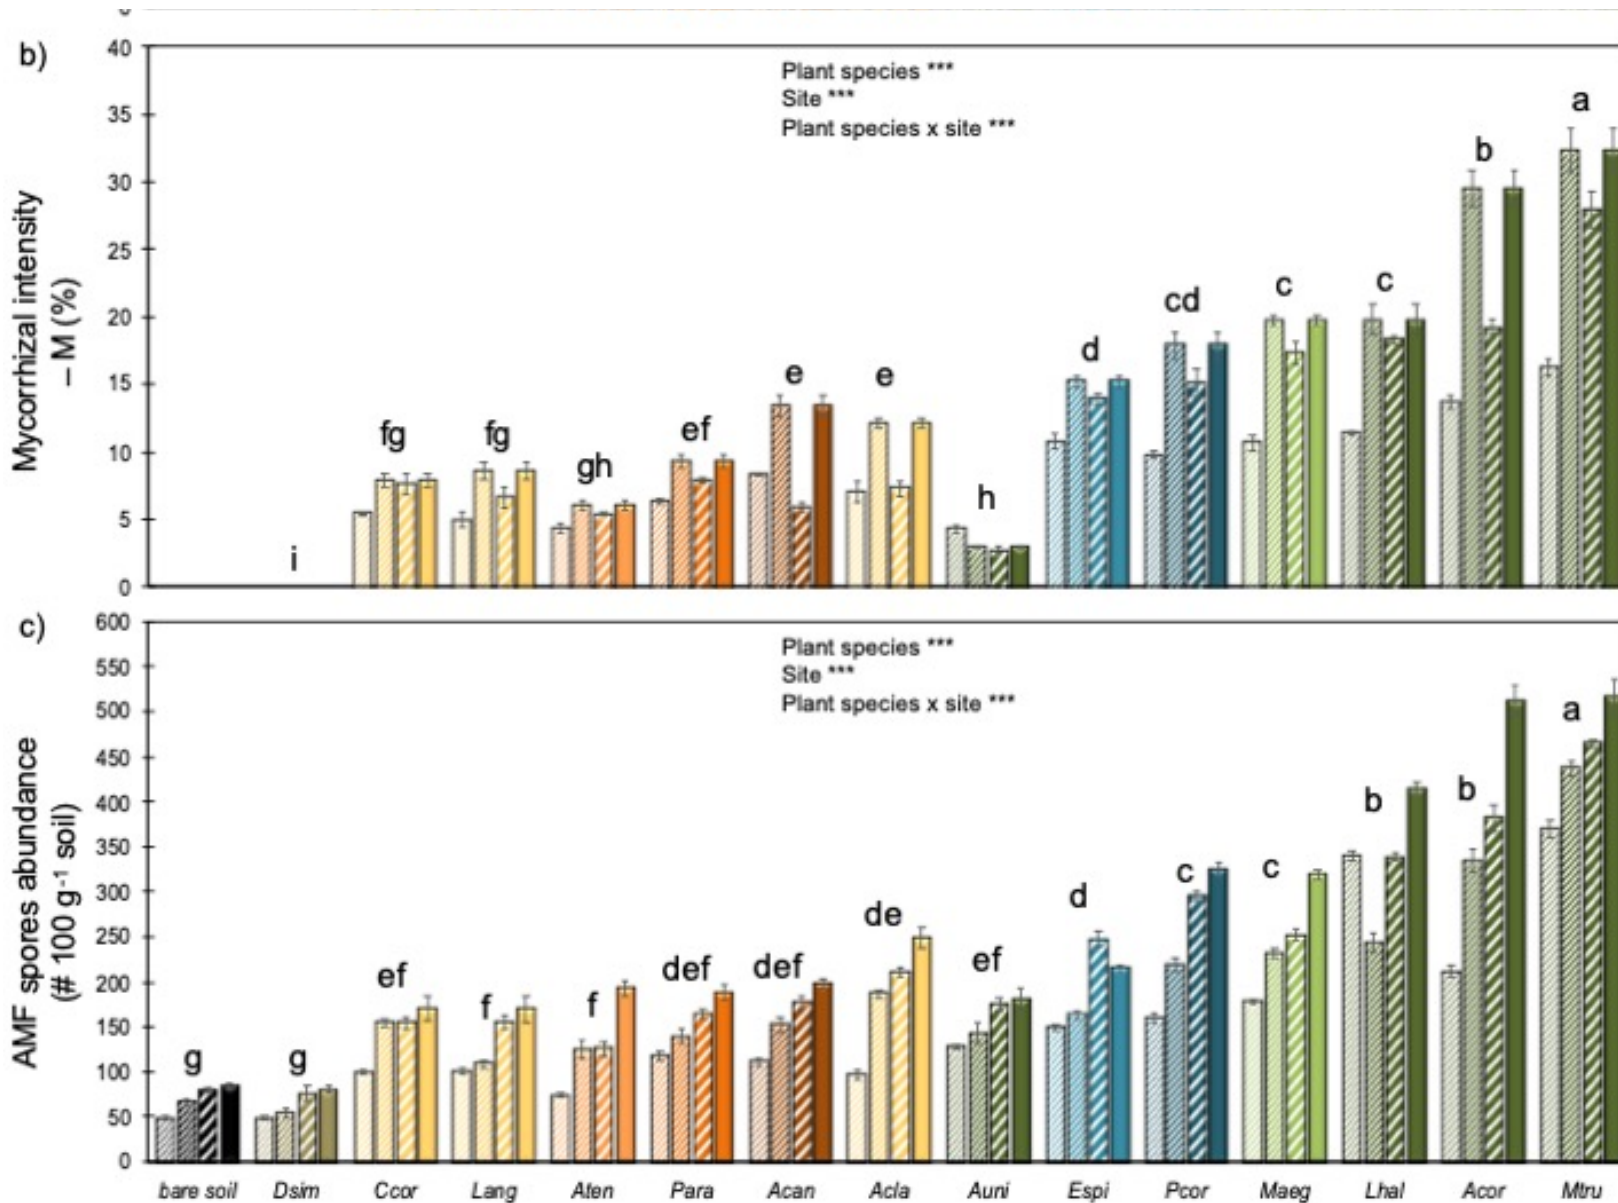 b)
Mycorrhizal intensity
– M (%)
40
35
30
25
20
15
10
5
0
Plant species ***
Site ***
Plant species x site ***
i
fg
fg
gh
ef
e
e
h
d
cd
c
c
b
a
c)
AMF spores abundance
(# 100 g⁻¹ soil)
600
550
500
450
400
350
300
250
200
150
100
50
0
Plant species ***
Site ***
Plant species x site ***
g
g
ef
f
f
def
def
de
ef
d
c
c
b
b
a
bare soil Dsim Ccor Lang Aten Para Acan Acla Auni Espi Pcor Maeg Lhal Acor Mtru